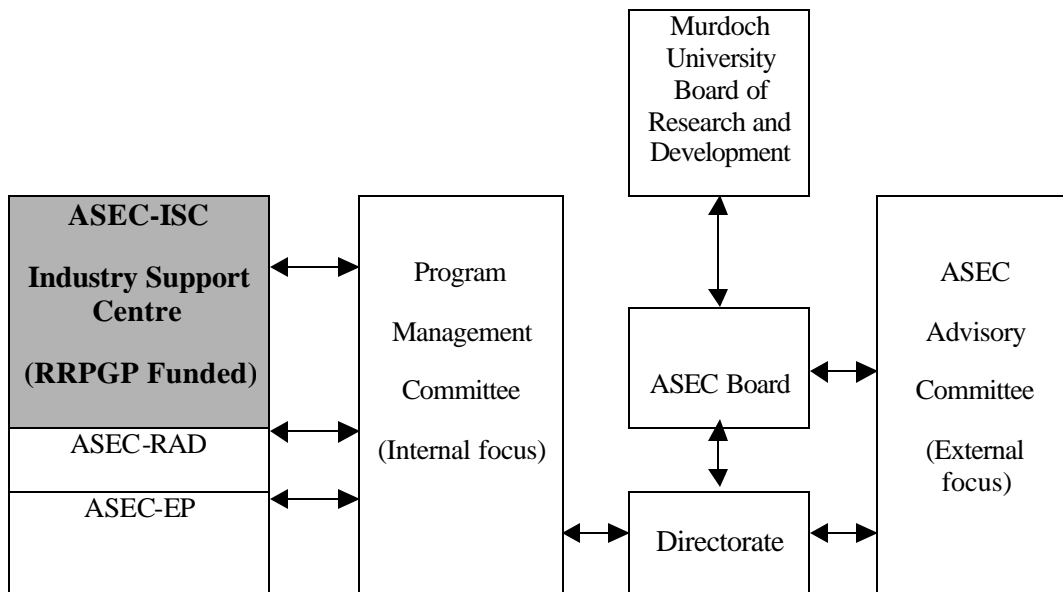 Murdoch
University
Board of
Research and
Development
ASEC-ISC
Industry Support
Centre
(RRPGP Funded)
ASEC-RAD
ASEC-EP
Program
Management
Committee
(Internal focus)
ASEC Board
Directorate
ASEC
Advisory
Committee
(External
focus)